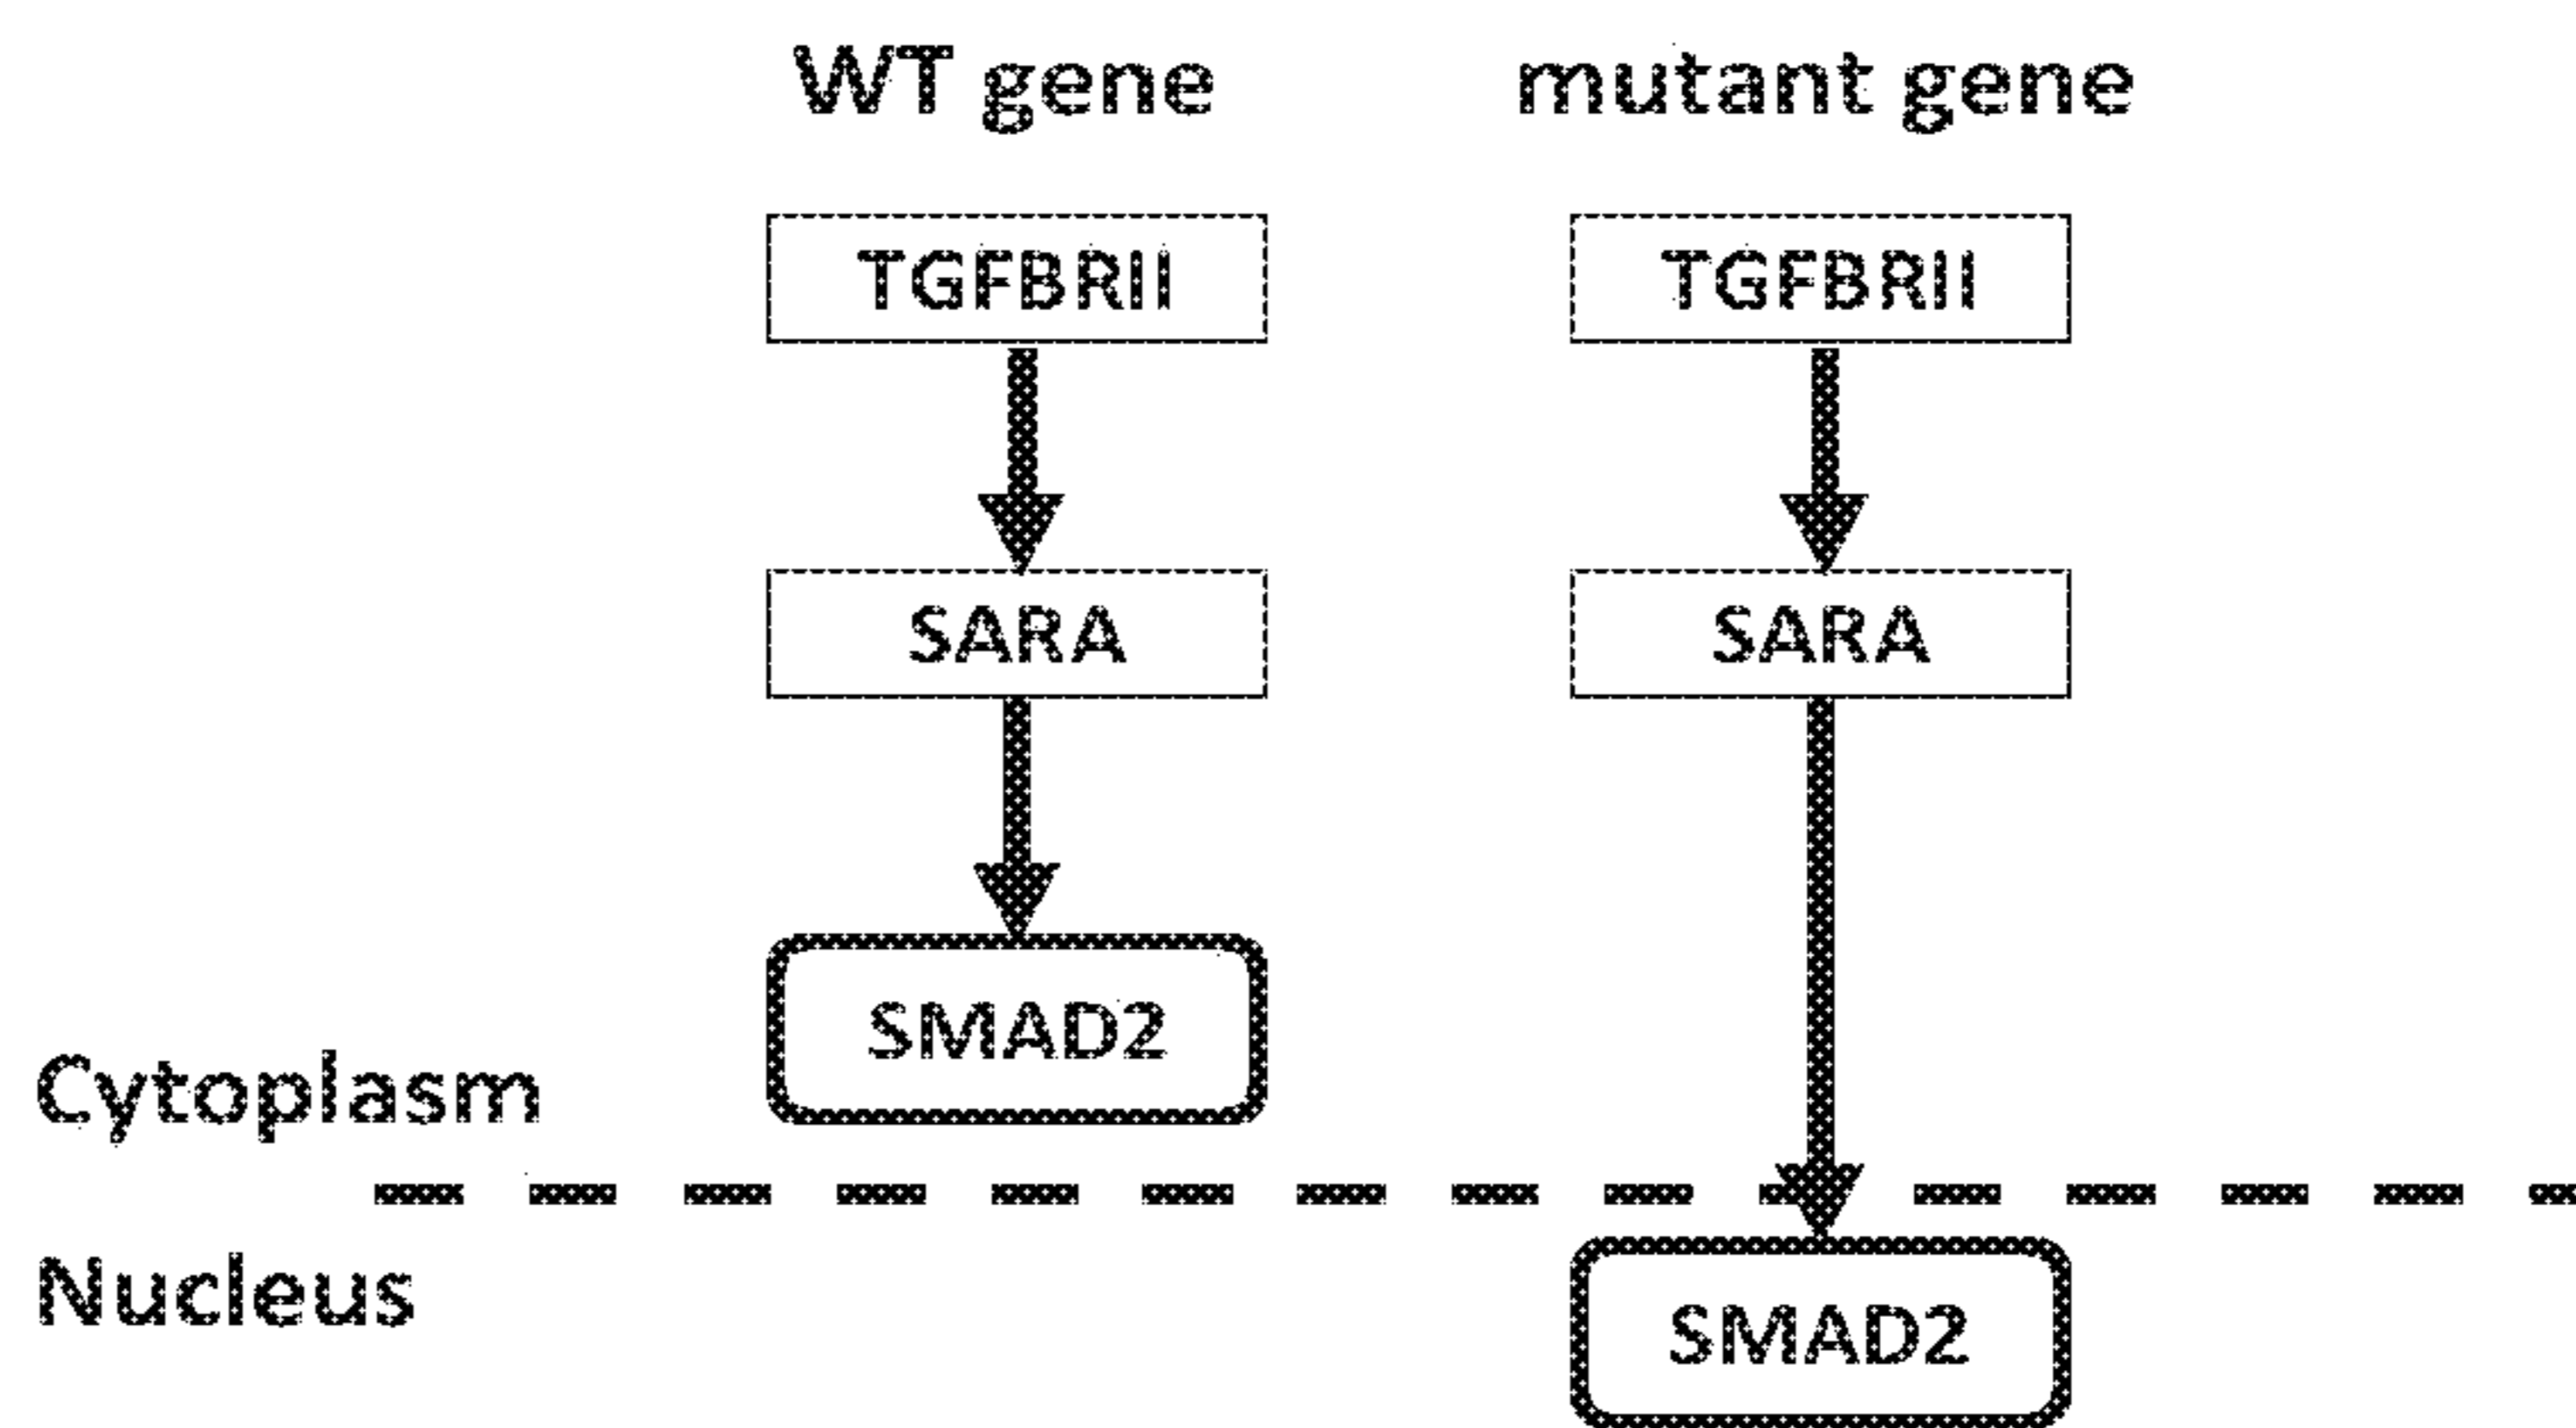 WT gene mutant gene
TGFBRII TGFBRII
SARA SARA
SMAD2
Cytoplasm
Nucleus
SMAD2